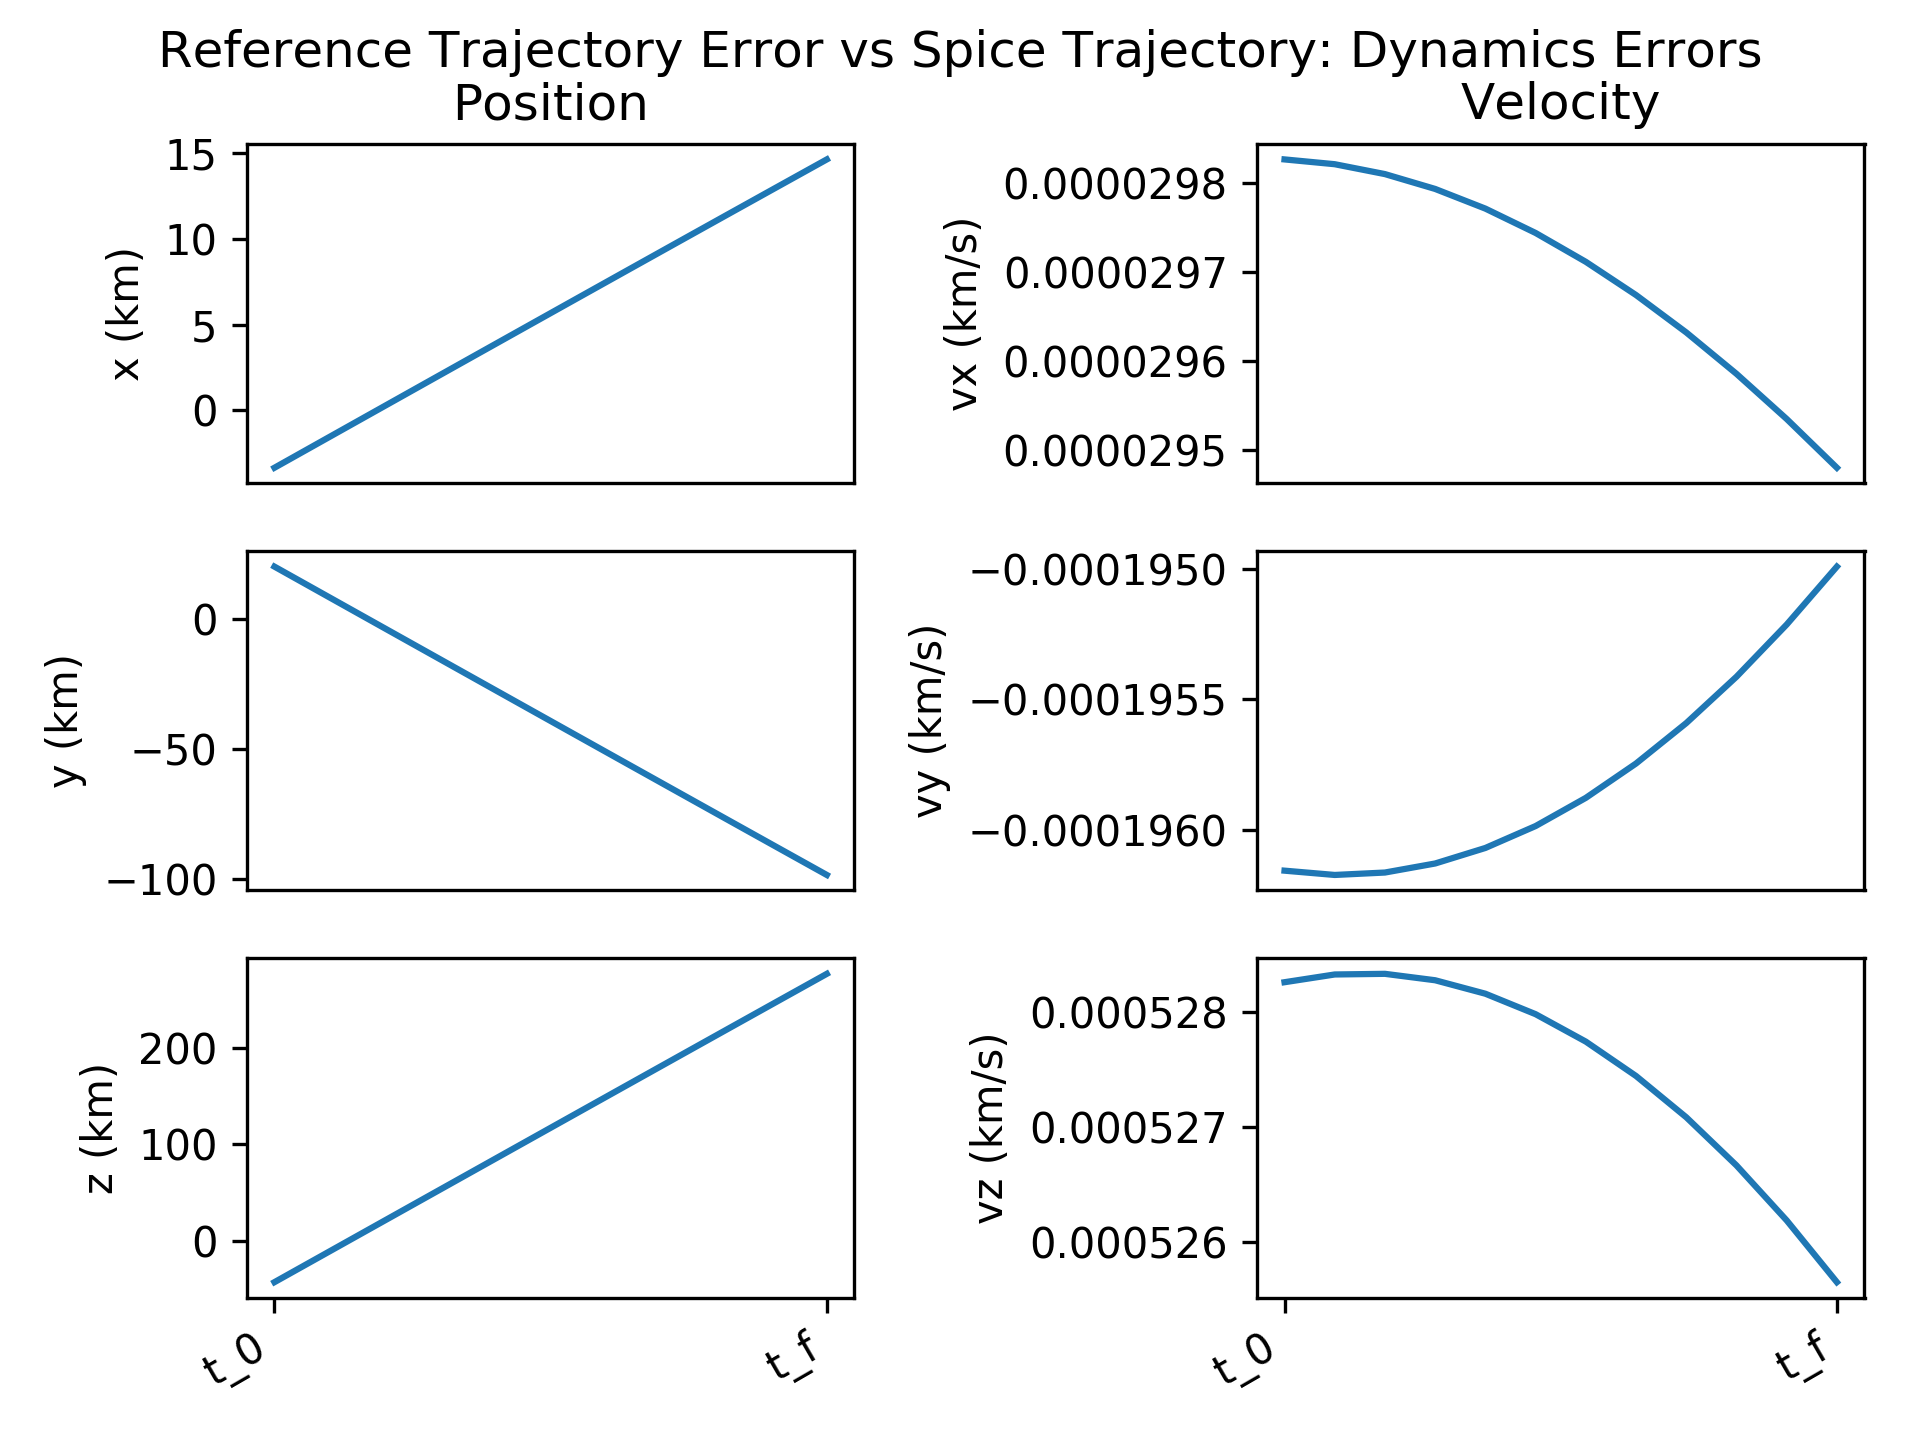 Reference Trajectory Error vs Spice Trajectory: Dynamics Errors
Position
Velocity
15
10
5
0
x (km)
0.0000298
0.0000297
0.0000296
0.0000295
vx (km/s)
0
−50
−100
y (km)
−0.0001950
−0.0001955
−0.0001960
vy (km/s)
200
100
0
z (km)
t_0
t_f
0.000528
0.000527
0.000526
vz (km/s)
t_0
t_f